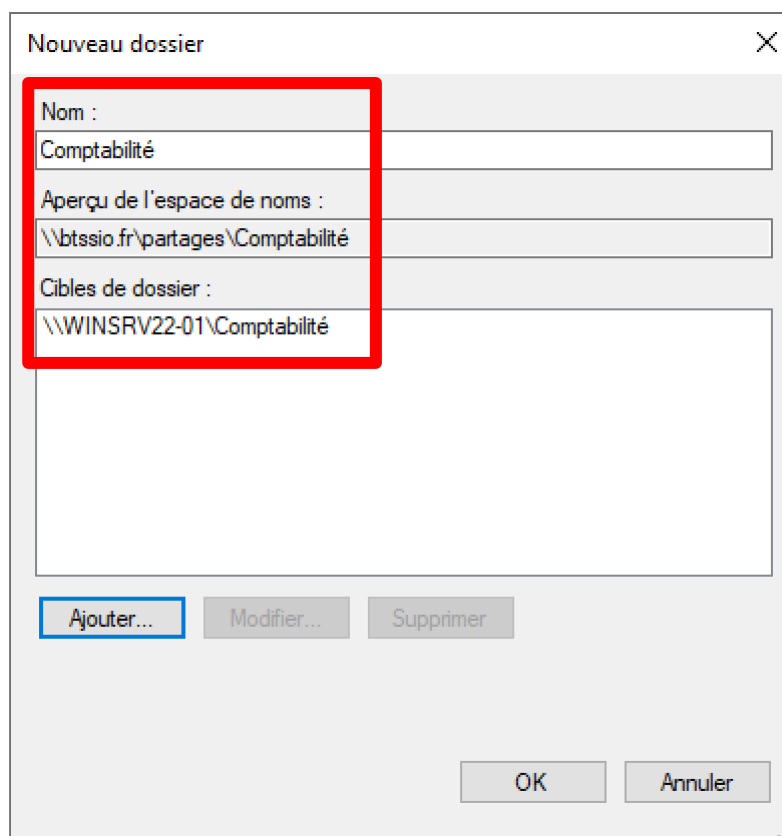 Nouveau dossier
Nom :
Comptabilité
Aperçu de l'espace de noms :
\\btssio.fr\partages\Comptabilité
Cibles de dossier :
\\WINSRV22-01\Comptabilité
Ajouter... Modifier... Supprimer
OK Annuler